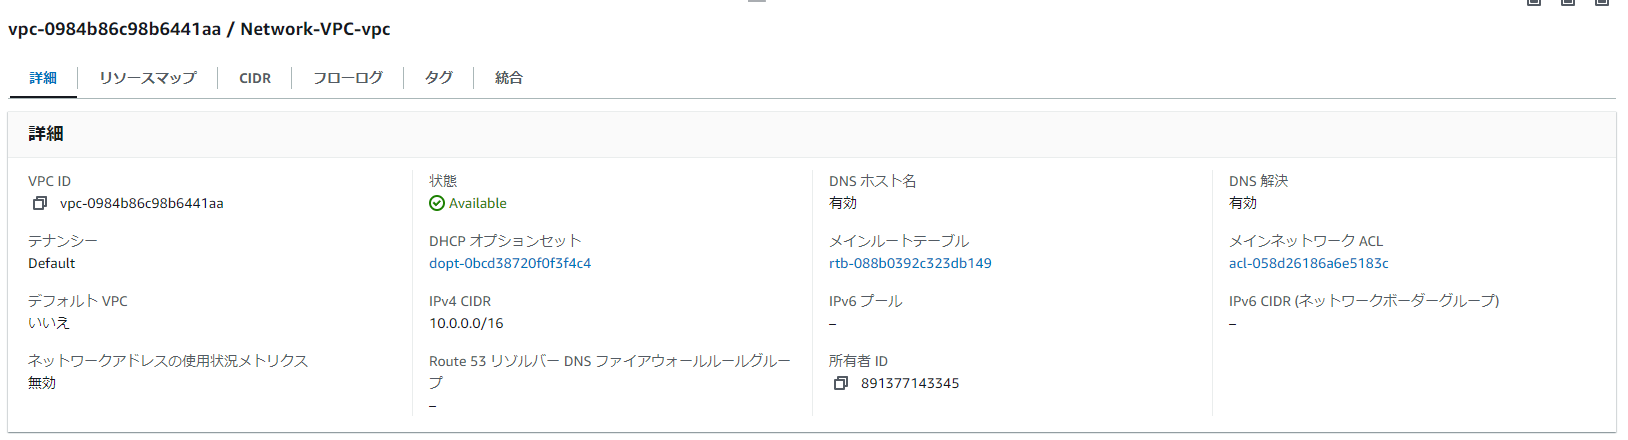 vpc-0984b86c98b6441aa / Network-VPC-vpc
詳細 リソースマップ CIDR フローログ タグ 統合
詳細
VPC ID
vpc-0984b86c98b6441aa
状態
Available
DNS ホスト名
有効
DNS 解決
有効
テナンシー
Default
DHCP オプションセット
dopt-0bcd38720f0f3f4c4
メインルートテーブル
rtb-088b0392c323db149
メインネットワーク ACL
acl-058d26186a6e5183c
デフォルト VPC
いいえ
IPv4 CIDR
10.0.0.0/16
IPv6 プール
–
IPv6 CIDR (ネットワークボーダーグループ)
–
ネットワークアドレスの使用状況メトリクス
無効
Route 53 リゾルバー DNS ファイアウォールルールグルー
プ
–
所有者 ID
891377143345